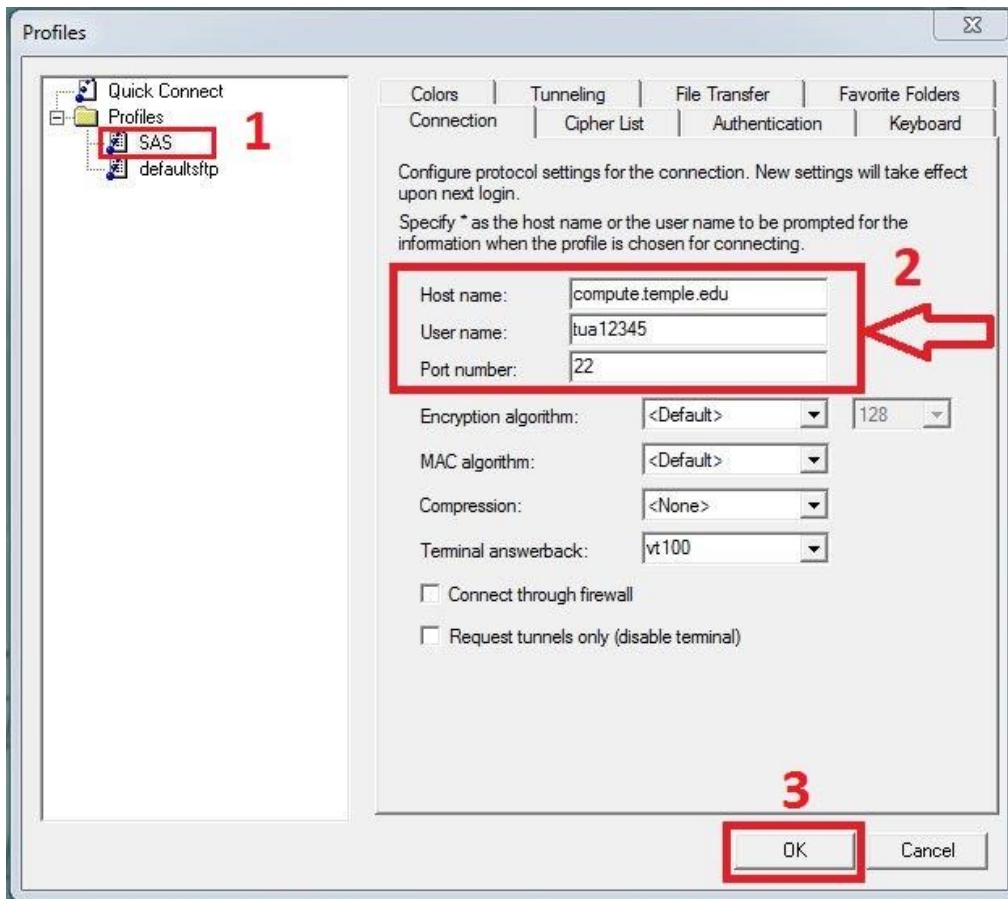 Profiles
Quick Connect
Profiles
1
SAS
defaultsftp
Colors Tunneling File Transfer Favorite Folders
Connection Cipher List Authentication Keyboard
Configure protocol settings for the connection. New settings will take effect
upon next login.
Specify * as the host name or the user name to be prompted for the
information when the profile is chosen for connecting.
2
Host name: compute.temple.edu
User name: tua12345
Port number: 22
Encryption algorithm: <Default> 128
MAC algorithm: <Default>
Compression: <None>
Terminal answerback: vt100
Connect through firewall
Request tunnels only (disable terminal)
3
OK Cancel